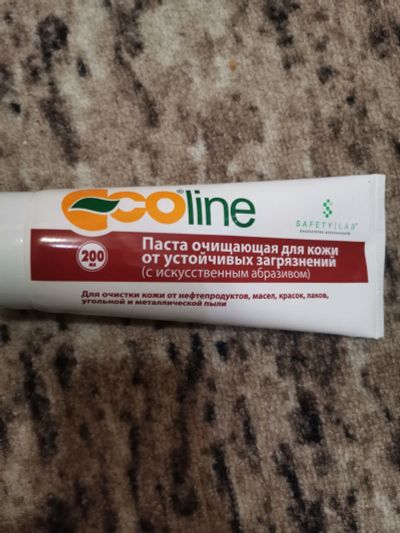 Ecoline®
SAFETY|LAB®
200
мл
Паста очищающая для кожи
от устойчивых загрязнений
(с искусственным абразивом)
Для очистки кожи от нефтепродуктов, масел, красок, лаков,
угольной и металлической пыли